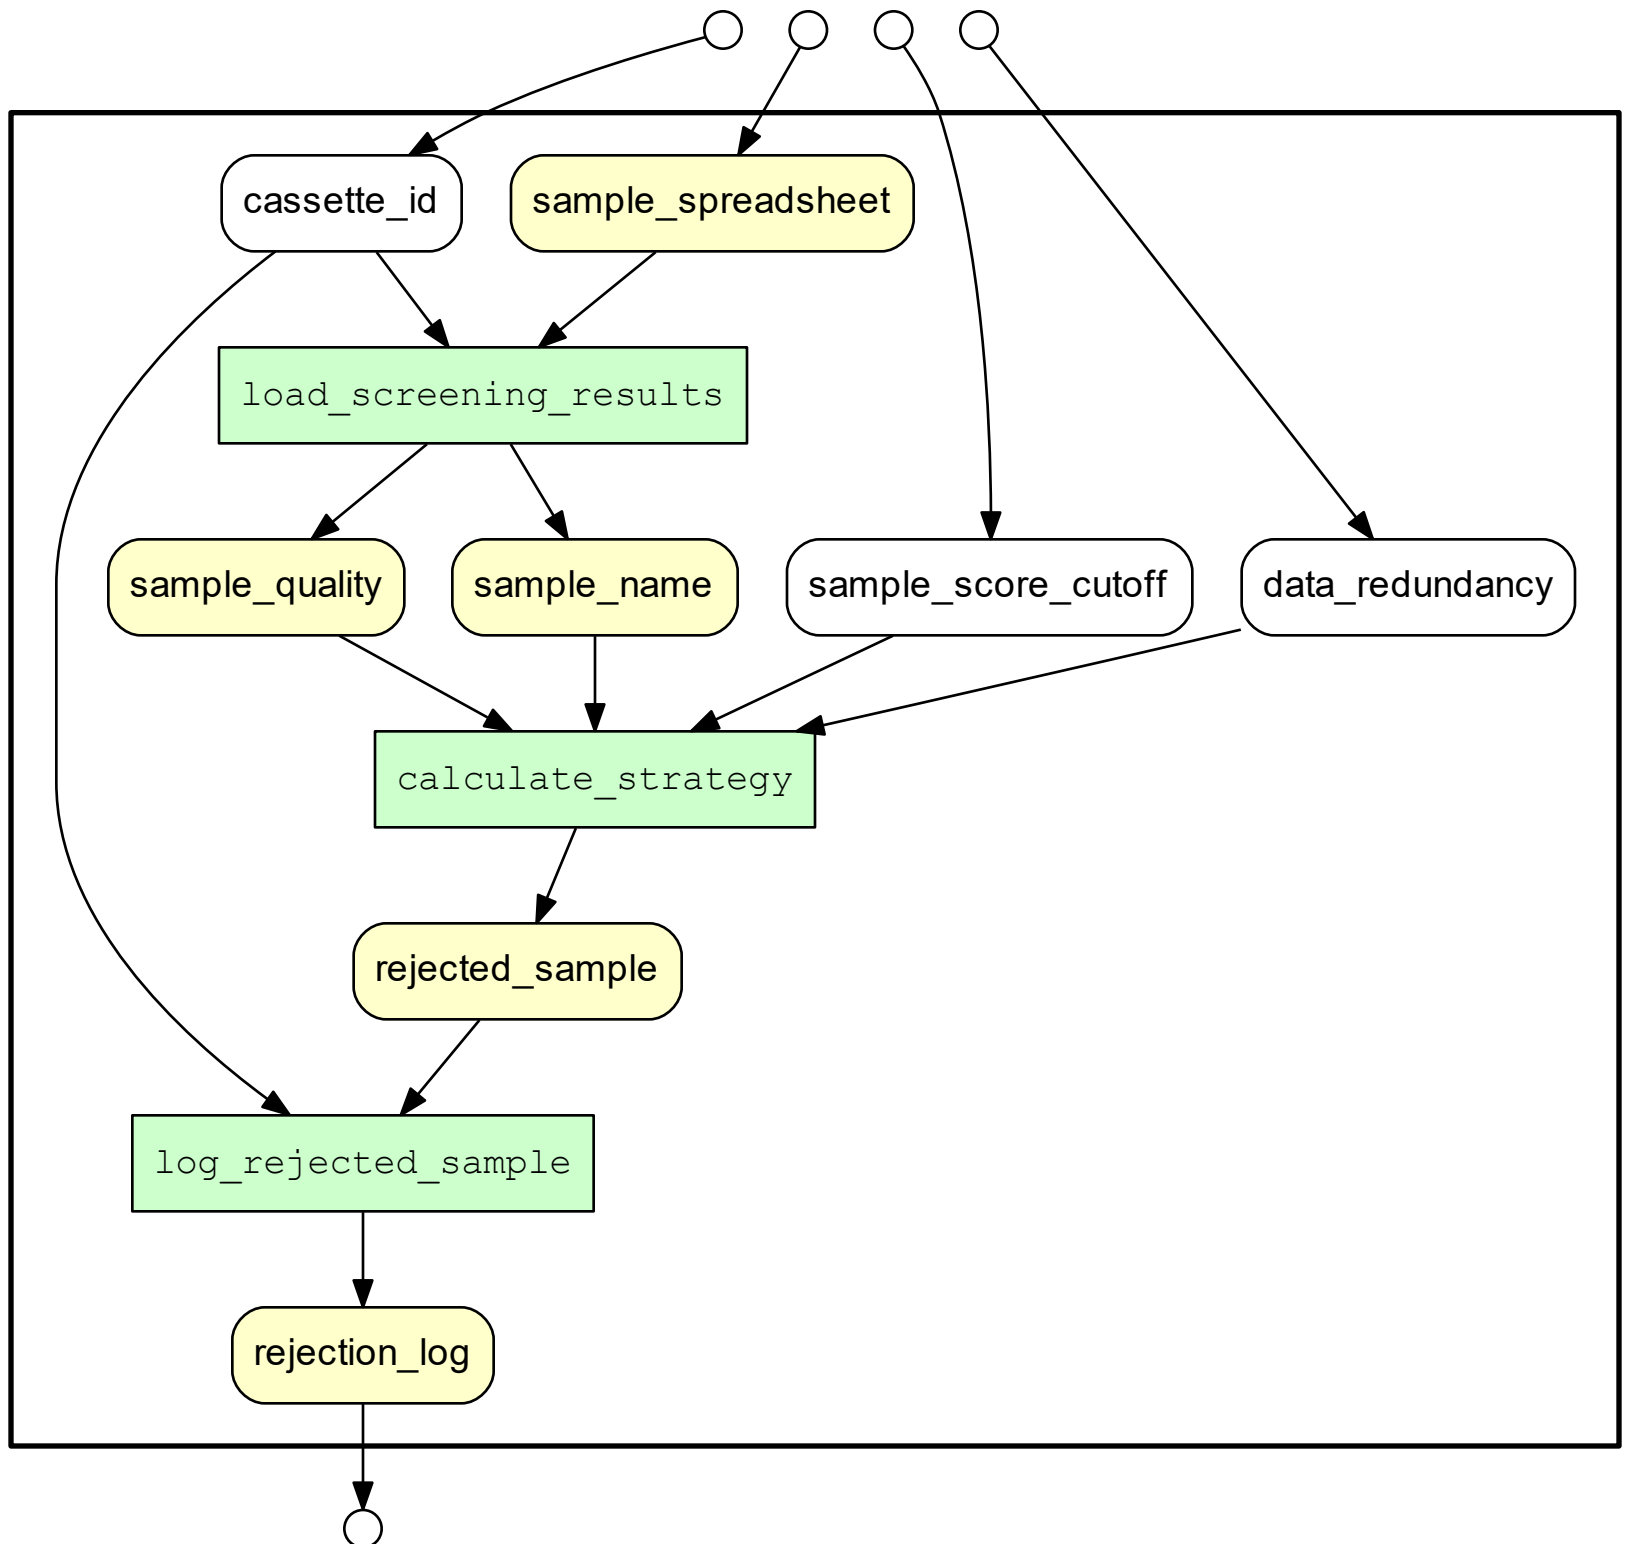 cassette_id
sample_spreadsheet
load_screening_results
sample_quality
sample_name
sample_score_cutoff
data_redundancy
calculate_strategy
rejected_sample
log_rejected_sample
rejection_log